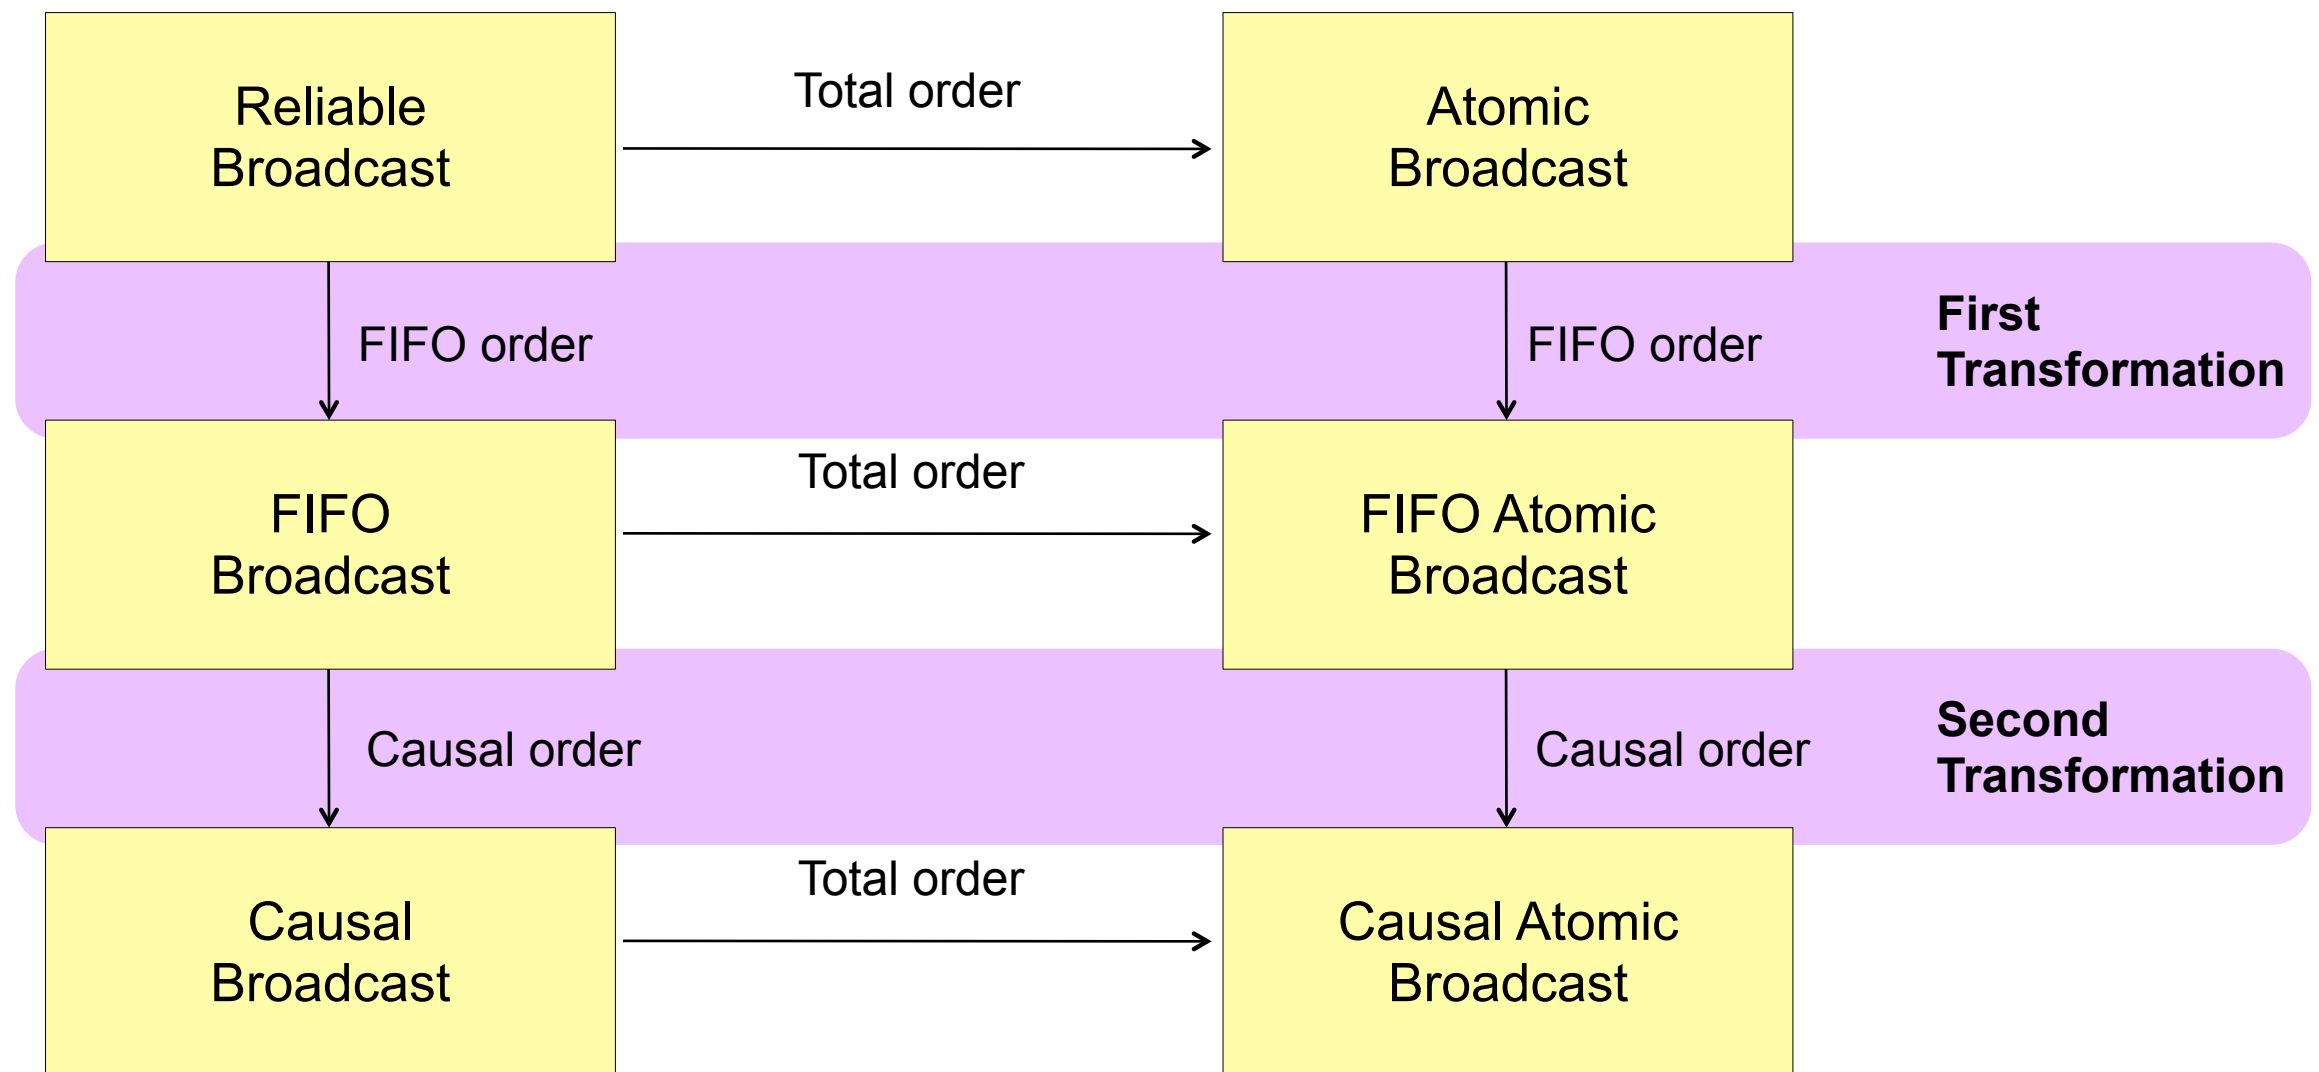 Reliable
Broadcast
Total order
Atomic
Broadcast
FIFO order
FIFO order
First
Transformation
FIFO
Broadcast
Total order
FIFO Atomic
Broadcast
Causal order
Causal order
Second
Transformation
Causal
Broadcast
Total order
Causal Atomic
Broadcast